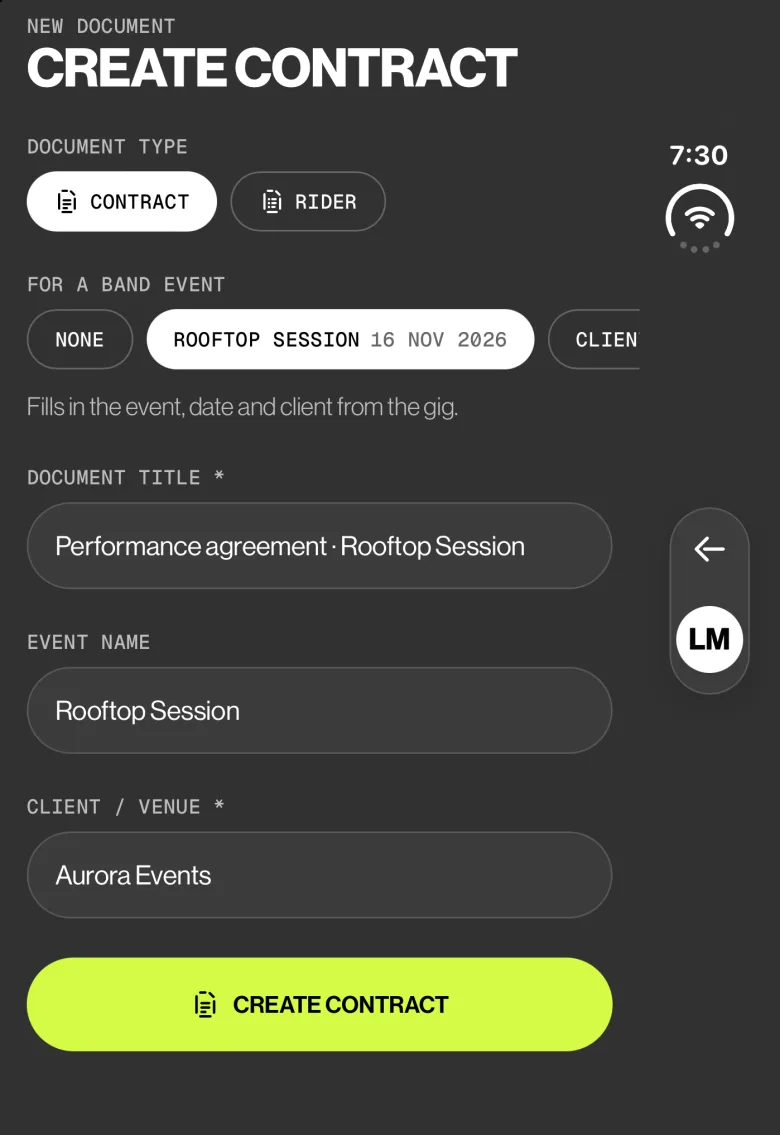 NEW DOCUMENT
CREATE CONTRACT
DOCUMENT TYPE
CONTRACT RIDER
7:30
FOR A BAND EVENT
NONE ROOFTOP SESSION 16 NOV 2026 CLIEN
Fills in the event, date and client from the gig.
DOCUMENT TITLE *
Performance agreement · Rooftop Session
LM
EVENT NAME
Rooftop Session
CLIENT / VENUE *
Aurora Events
CREATE CONTRACT